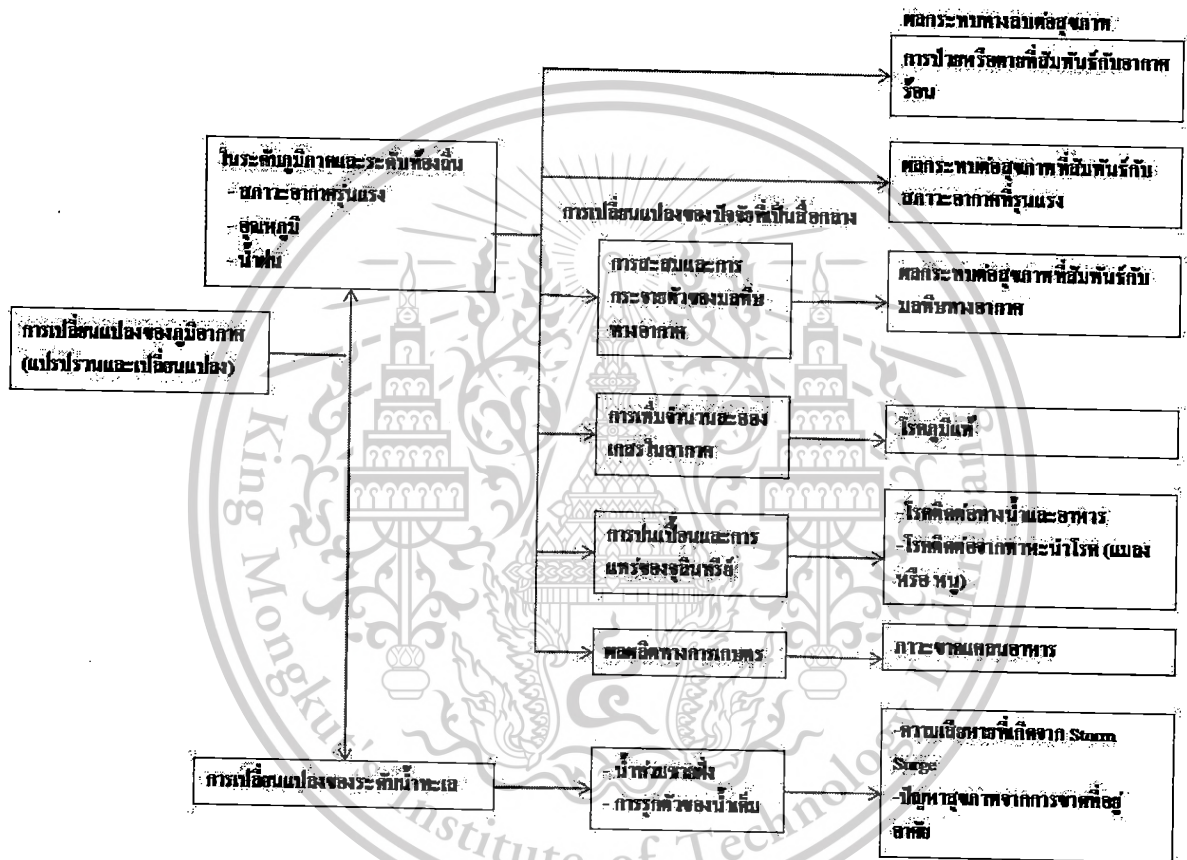 ผลกระทบทางลบต่อสุขภาพ
การป่วยหรือตายที่สัมพันธ์กับอากาศ
ร้อน
ในระดับภูมิภาคและระดับท้องถิ่น
- สภาวะอากาศรุนแรง
- อุณหภูมิ
- น้ำฝน
ผลกระทบต่อสุขภาพที่สัมพันธ์กับ
สภาวะอากาศที่รุนแรง
การเปลี่ยนแปลงของปัจจัยที่เป็นสื่อกลาง
การสะสมและการ
กระจายตัวของมลพิษ
ทางอากาศ
ผลกระทบต่อสุขภาพที่สัมพันธ์กับ
มลพิษทางอากาศ
การเปลี่ยนแปลงของภูมิอากาศ
(แปรปรวนและเปลี่ยนแปลง)
การเพิ่มจำนวนละออง
เกสรในอากาศ
โรคภูมิแพ้
การปนเปื้อนและการ
แพร่ของจุลินทรีย์
-โรคติดต่อทางน้ำและอาหาร
-โรคติดต่อจากพาหะนำโรค (แมลง
หรือ หนู)
ผลผลิตทางการเกษตร
ภาวะขาดแคลนอาหาร
การเปลี่ยนแปลงของระดับน้ำทะเล
- น้ำท่วมชายฝั่ง
- การรุกตัวของน้ำเค็ม
-ความเสียหายที่เกิดจาก Storm
Surge
-ปัญหาสุขภาพจากการขาดที่อยู่
อาศัย
King Mongkut's Institute of Technology Ladkrabang